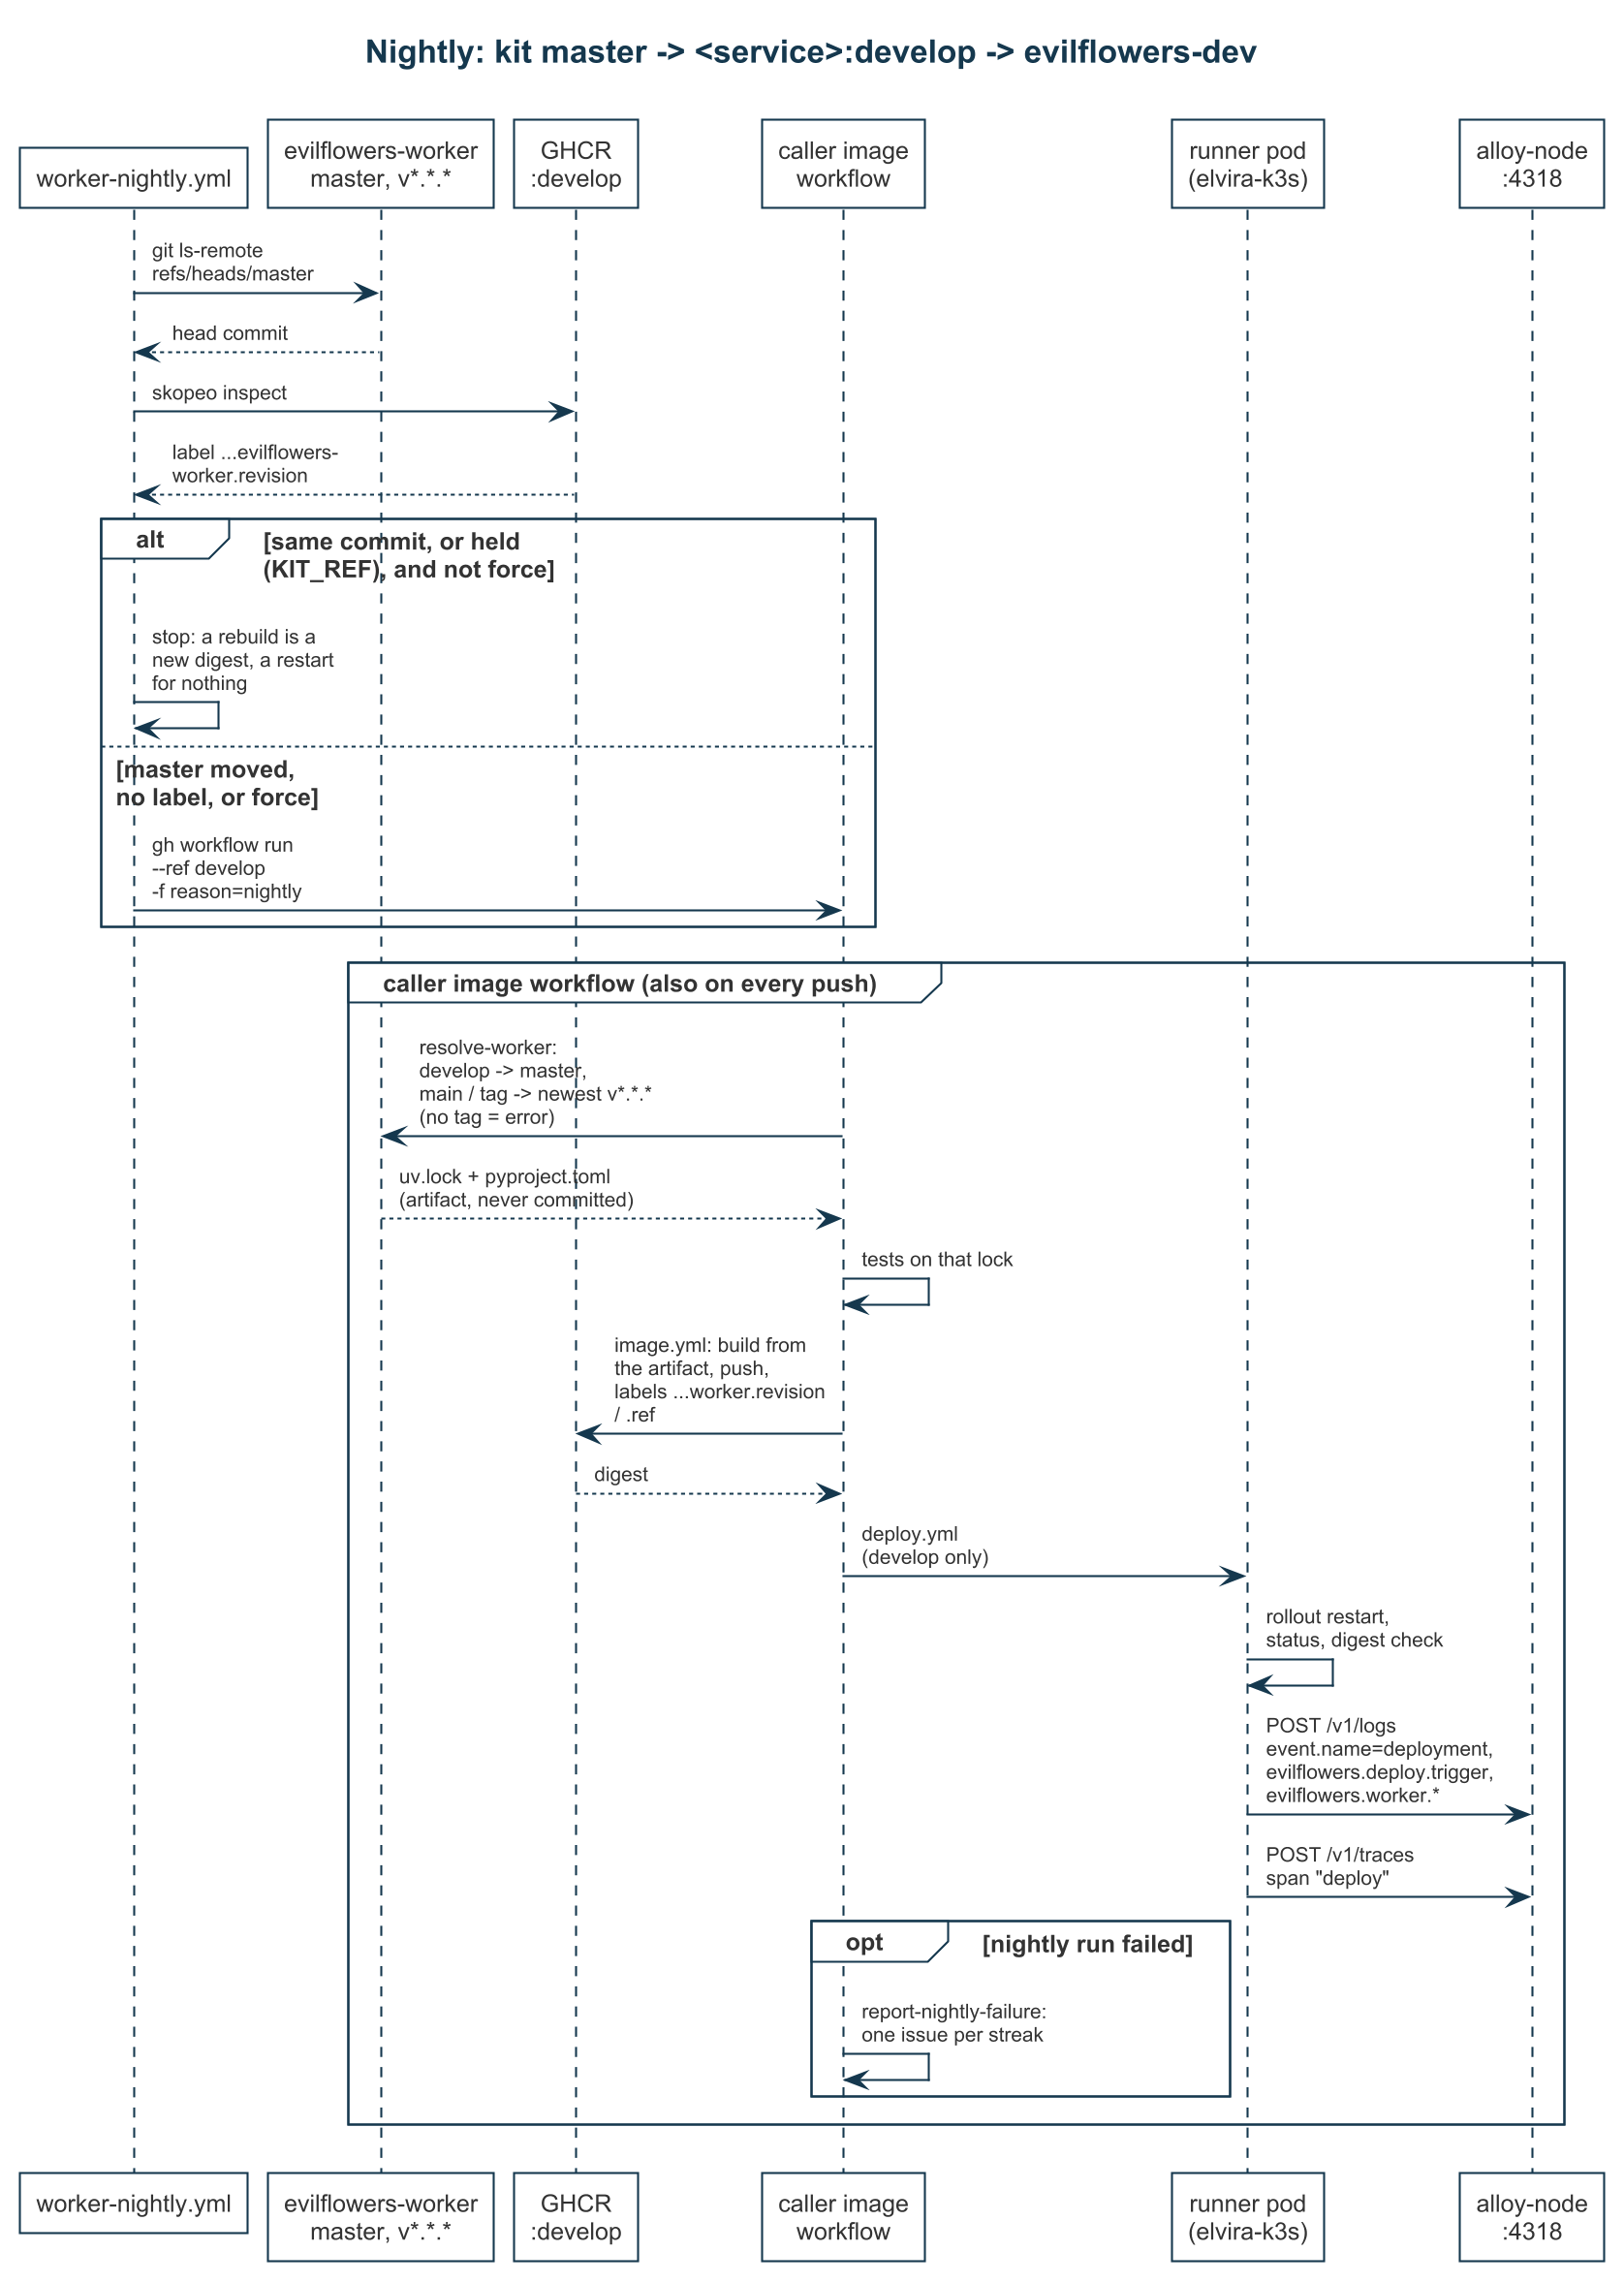 Nightly: kit master -> <service>:develop -> evilflowers-dev
worker-nightly.yml
evilflowers-worker
master, v*.*.*
GHCR
:develop
caller image
workflow
runner pod
(elvira-k3s)
alloy-node
:4318
git ls-remote
refs/heads/master
head commit
skopeo inspect
label ...evilflowers-
worker.revision
alt
[same commit, or held
(KIT_REF), and not force]
stop: a rebuild is a
new digest, a restart
for nothing
[master moved,
no label, or force]
gh workflow run
--ref develop
-f reason=nightly
caller image workflow (also on every push)
resolve-worker:
develop -> master,
main / tag -> newest v*.*.*
(no tag = error)
uv.lock + pyproject.toml
(artifact, never committed)
tests on that lock
image.yml: build from
the artifact, push,
labels ...worker.revision
/ .ref
digest
deploy.yml
(develop only)
rollout restart,
status, digest check
POST /v1/logs
event.name=deployment,
evilflowers.deploy.trigger,
evilflowers.worker.*
POST /v1/traces
span "deploy"
opt
[nightly run failed]
report-nightly-failure:
one issue per streak
worker-nightly.yml
evilflowers-worker
master, v*.*.*
GHCR
:develop
caller image
workflow
runner pod
(elvira-k3s)
alloy-node
:4318